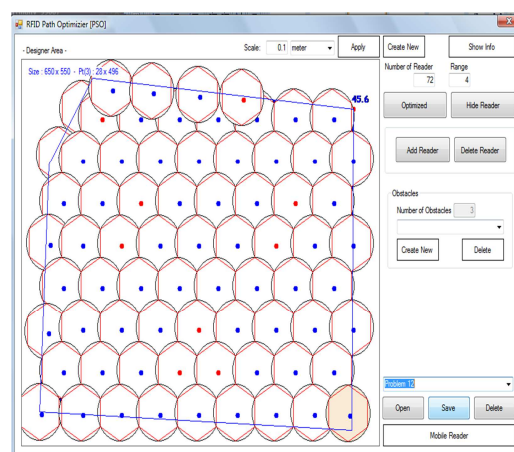 RFID Path Optimizier [PSO]
- Designer Area -
Scale: 0.1 meter Apply
Create New Show Info
Size : 650 x 550 - Pt(3) : 28 x 496
45.6
Number of Reader Range
72 4
Optimized Hide Reader
Add Reader Delete Reader
Obstacles
Number of Obstacles 3
Create New Delete
Problem 12
Open Save Delete
Mobile Reader